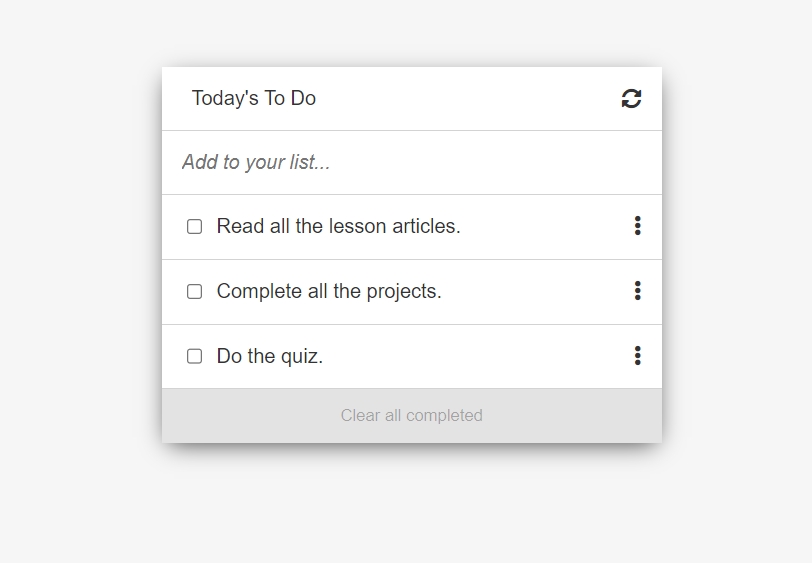 Today's To Do
Add to your list...
Read all the lesson articles.
Complete all the projects.
Do the quiz.
Clear all completed